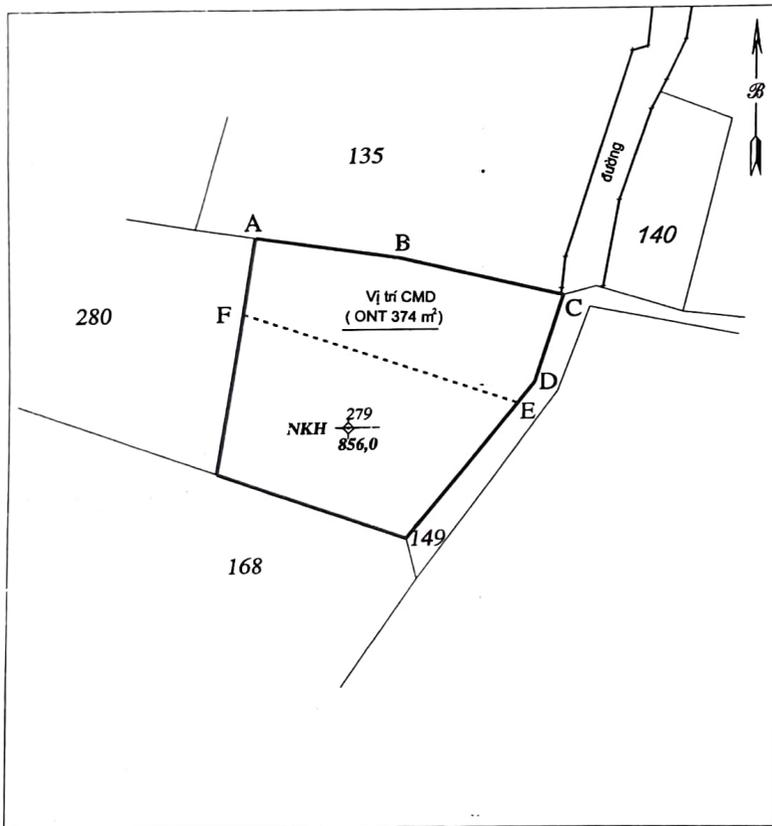 đường
ℬ
135
140
A
B
Vị trí CMD
( ONT 374 m²)
C
280
F
D
E
279
NKH
856,0
149
168